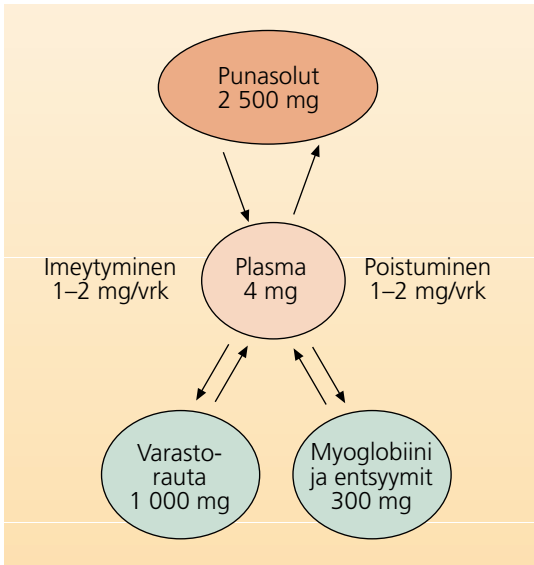 Punasolut
2 500 mg
Imeytyminen
1–2 mg/vrk
Plasma
4 mg
Poistuminen
1–2 mg/vrk
Varasto-
rauta
1 000 mg
Myoglobiini
ja entsyymit
300 mg